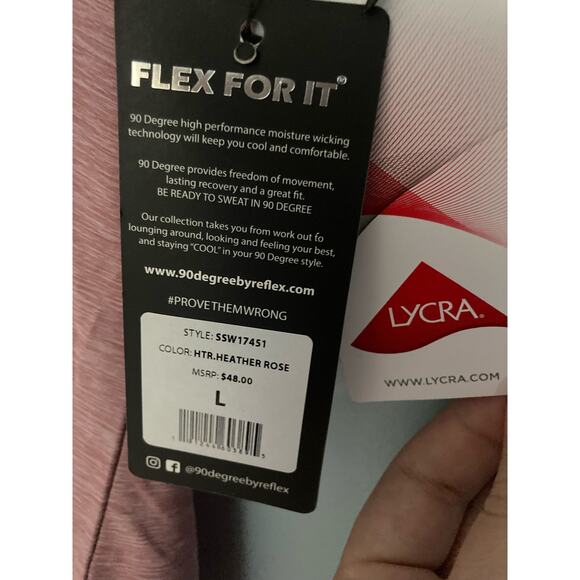 FLEX FOR IT®
90 Degree high performance moisture wicking
technology will keep you cool and comfortable.
90 Degree provides freedom of movement,
lasting recovery and a great fit.
BE READY TO SWEAT IN 90 DEGREE
Our collection takes you from work out to
lounging around, looking and feeling your best,
and staying "COOL" in your 90 Degree style.
www.90degreebyreflex.com
#PROVETHEMWRONG
STYLE: SSW17451
COLOR: HTR.HEATHER ROSE
MSRP: $48.00
L
@90degreebyreflex
LYCRA®
WWW.LYCRA.COM